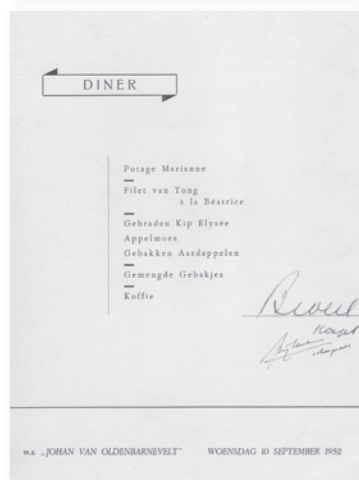 DINER
Potage Marianne
Filet van Tong
à la Béatrice
Gebraden Kip Elysée
Appelmoes
Gebakken Aardappelen
Gemengde Gebakjes
Koffie
m.s. „JOHAN VAN OLDENBARNEVELT” WOENSDAG 10 SEPTEMBER 1952